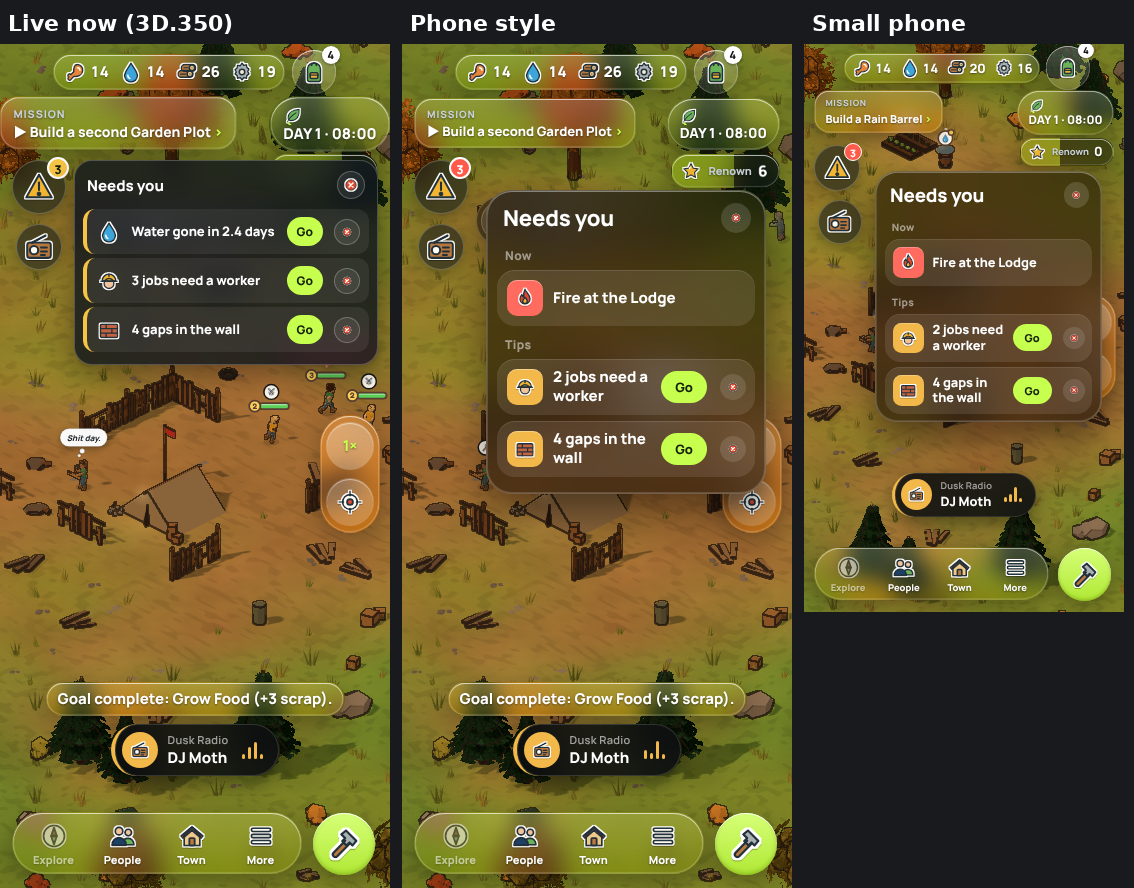 Live now (3D.350)
14
14
26
19
4
MISSION
▶ Build a second Garden Plot ›
DAY 1 · 08:00
3
Needs you
Water gone in 2.4 days
Go
3 jobs need a worker
Go
4 gaps in the wall
Go
3
2
2
Shit day.
1×
Goal complete: Grow Food (+3 scrap).
Dusk Radio
DJ Moth
Explore
People
Town
More
Phone style
14
14
26
19
4
MISSION
▶ Build a second Garden Plot ›
DAY 1 · 08:00
3
Renown 6
Needs you
Now
Fire at the Lodge
Tips
2 jobs need a
worker
Go
4 gaps in the
wall
Go
Goal complete: Grow Food (+3 scrap).
Dusk Radio
DJ Moth
Explore
People
Town
More
Small phone
14
14
20
16
4
MISSION
Build a Rain Barrel ›
DAY 1 · 08:00
3
Renown 0
Needs you
Now
Fire at the Lodge
Tips
2 jobs need
a worker
Go
4 gaps in
the wall
Go
Dusk Radio
DJ Moth
Explore
People
Town
More